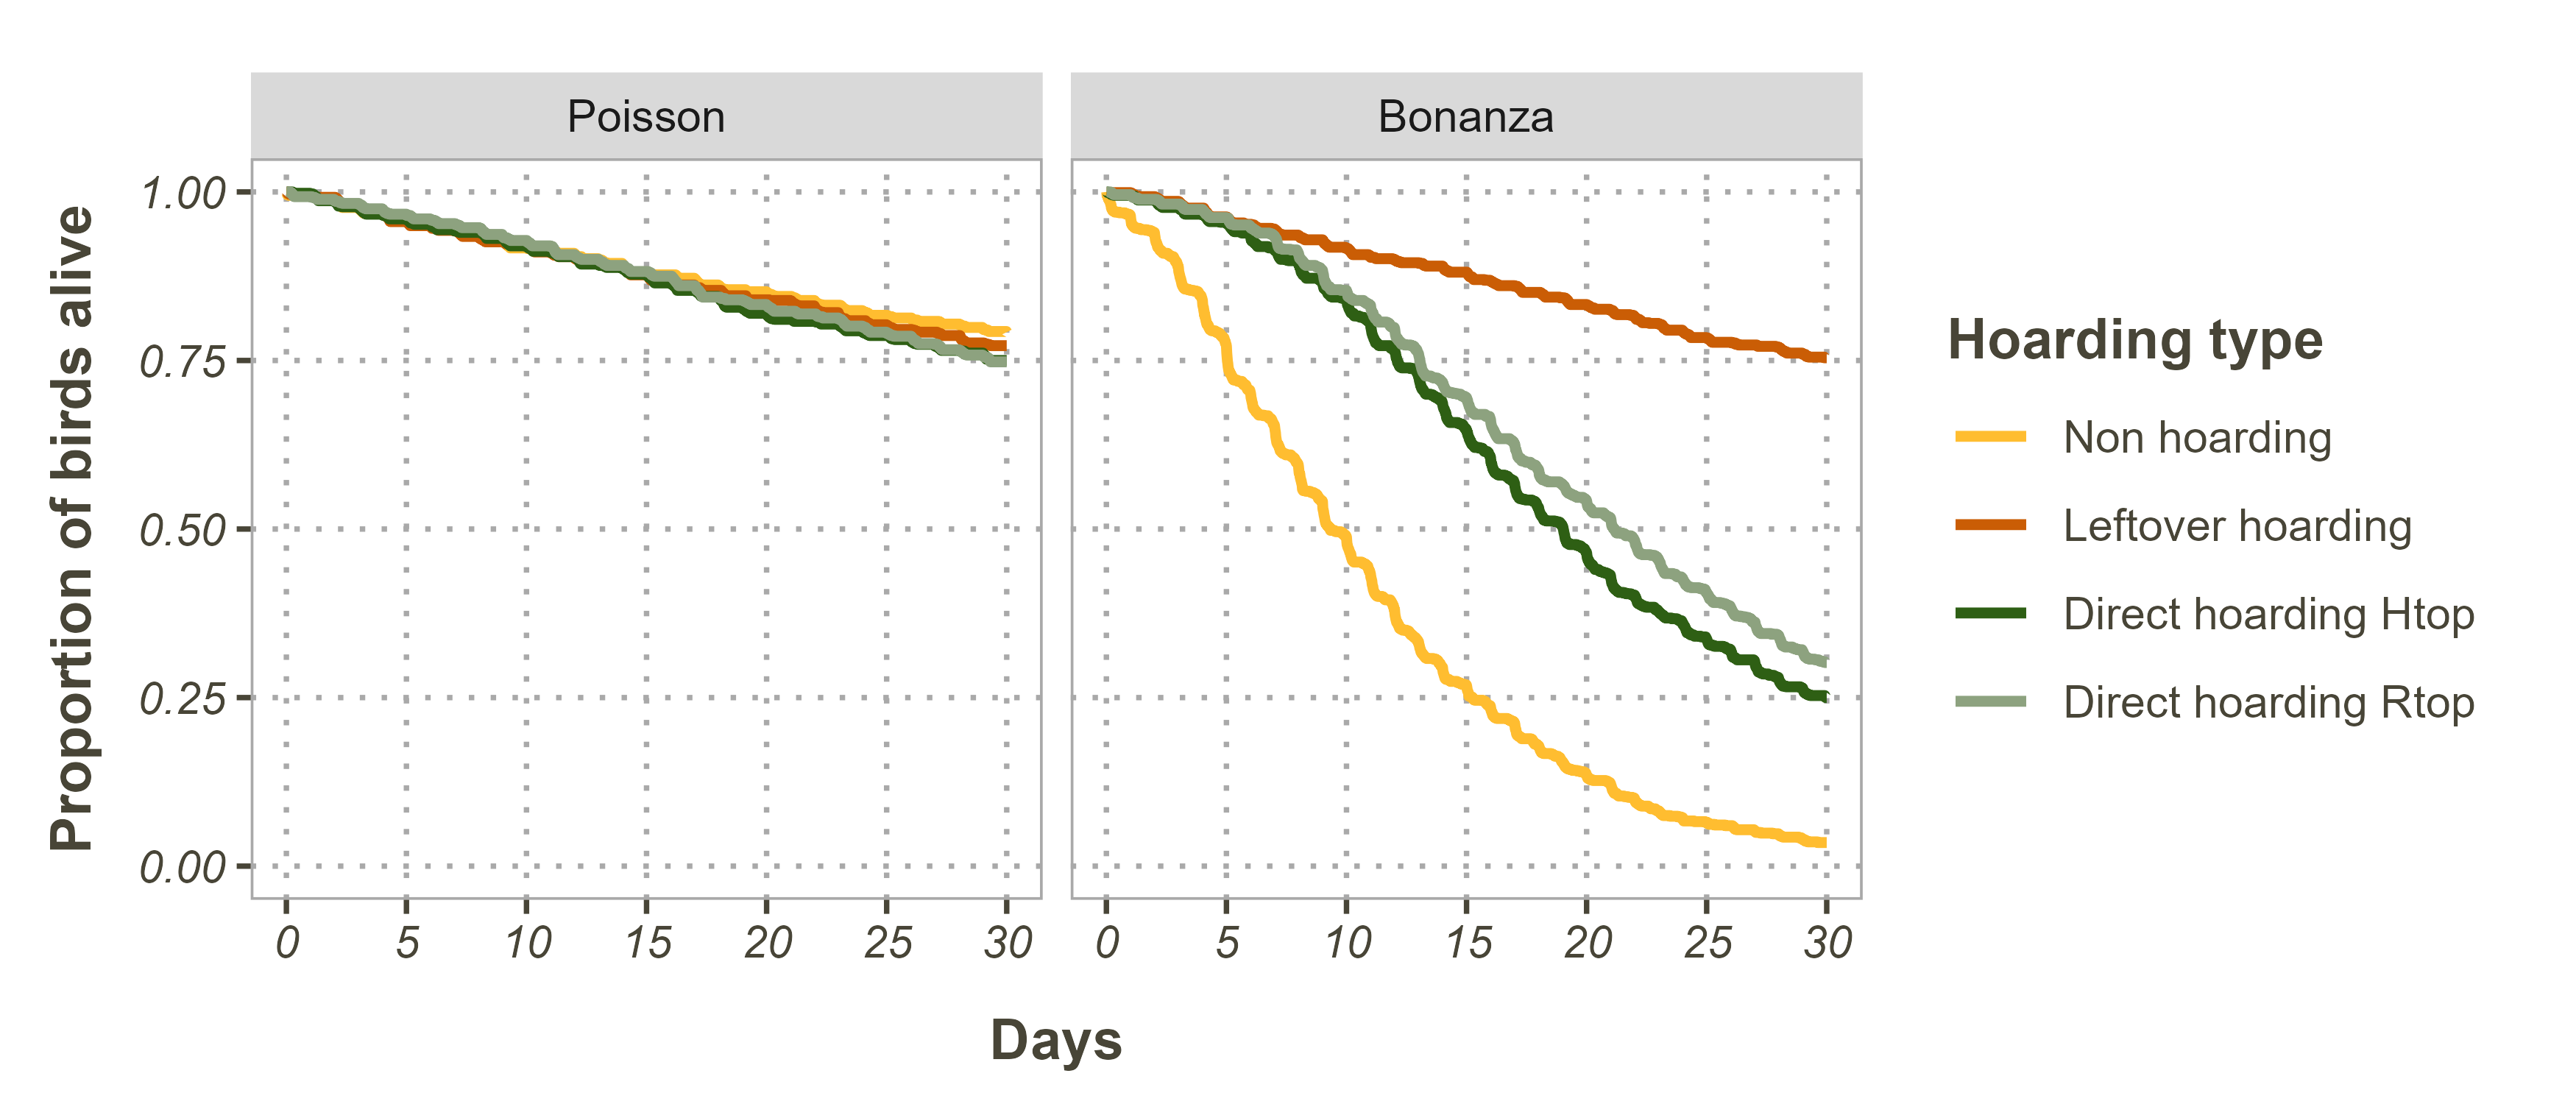 Poisson
Bonanza
Proportion of birds alive
1.00
0.75
0.50
0.25
0.00
0 5 10 15 20 25 30
0 5 10 15 20 25 30
Days
Hoarding type
Non hoarding
Leftover hoarding
Direct hoarding Htop
Direct hoarding Rtop